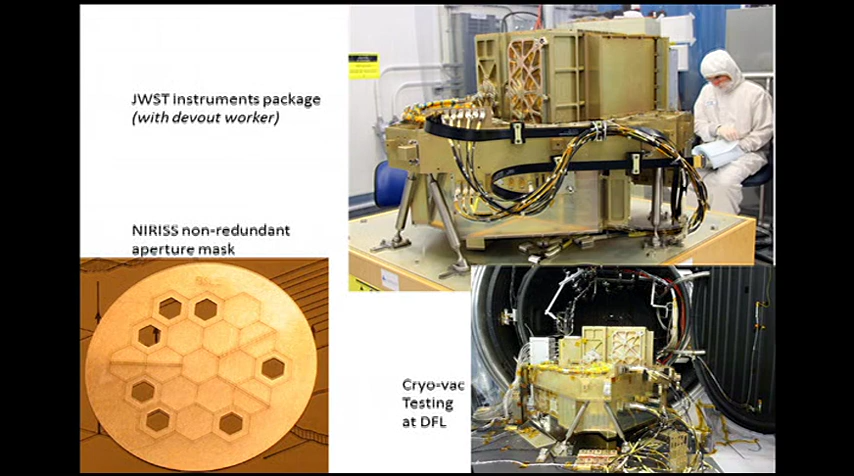 JWST instruments package
(with devout worker)
NIRISS non-redundant
aperture mask
Cryo-vac
Testing
at DFL